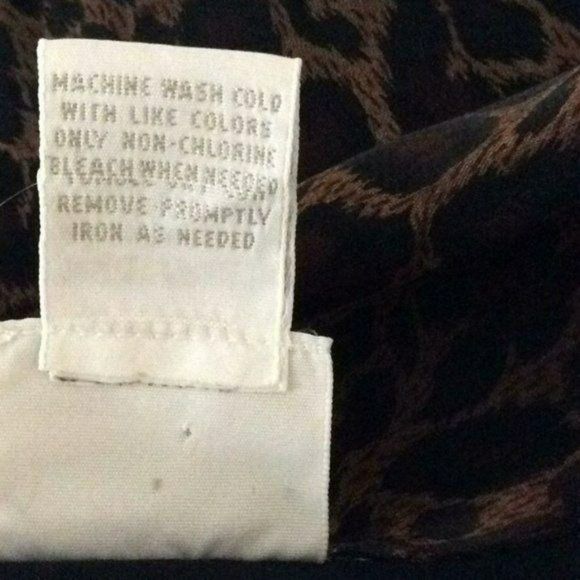 MACHINE WASH COLD
WITH LIKE COLORS
ONLY NON-CHLORINE
BLEACH WHEN NEEDED
REMOVE PROMPTLY
IRON AS NEEDED